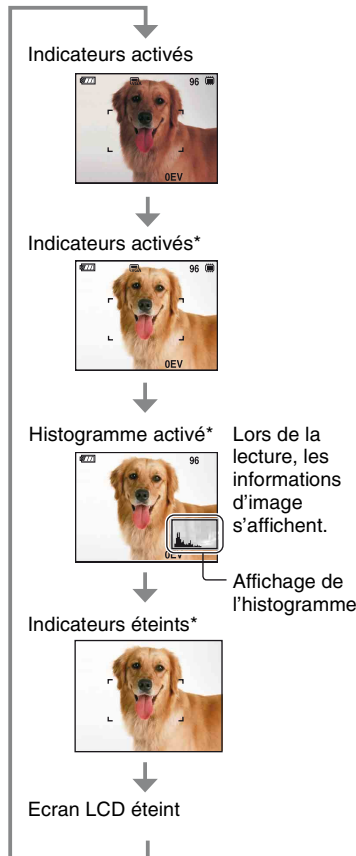 Indicateurs activés
96
0EV
Indicateurs activés*
96
0EV
Histogramme activé*
96
Lors de la
lecture, les
informations
d'image
s'affichent.
Affichage de
l'histogramme
Indicateurs éteints*
Ecran LCD éteint